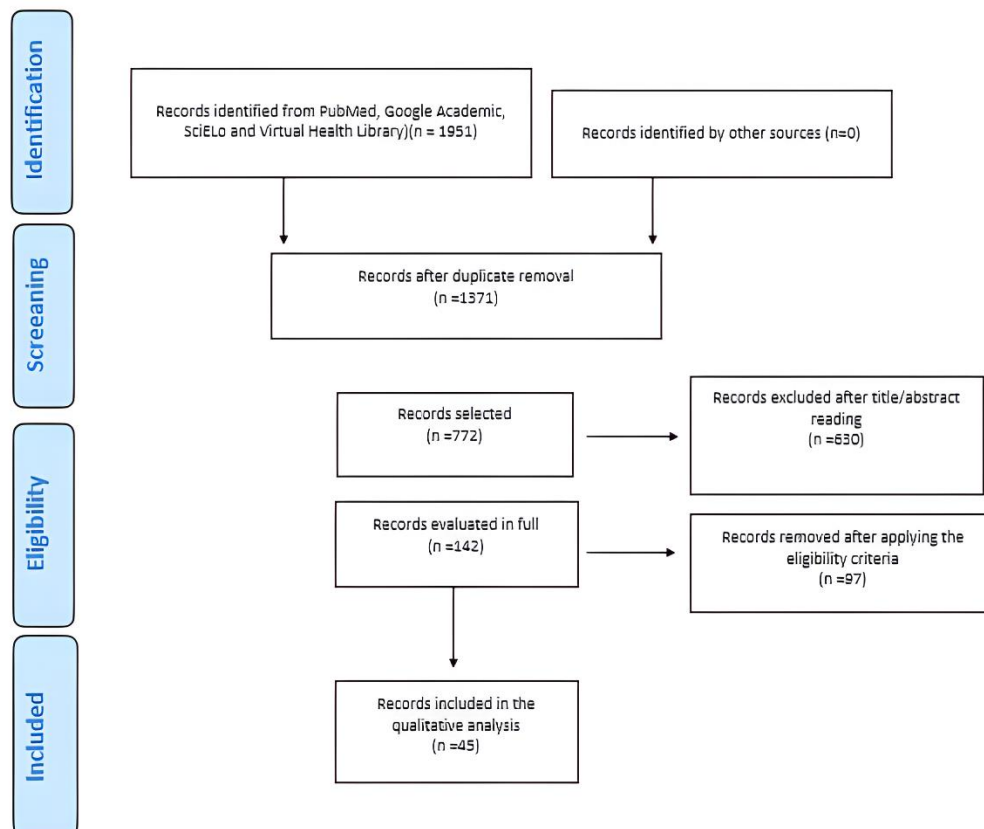 Identification
Records identified from PubMed, Google Academic,
SciELo and Virtual Health Library)(n = 1951)
Records identified by other sources (n=0)
Screeaning
Records after duplicate removal
(n =1371)
Records selected
(n =772)
Records excluded after title/abstract
reading
(n =630)
Eligibility
Records evaluated in full
(n =142)
Records removed after applying the
eligibility criteria
(n =97)
Included
Records included in the
qualitative analysis
(n =45)